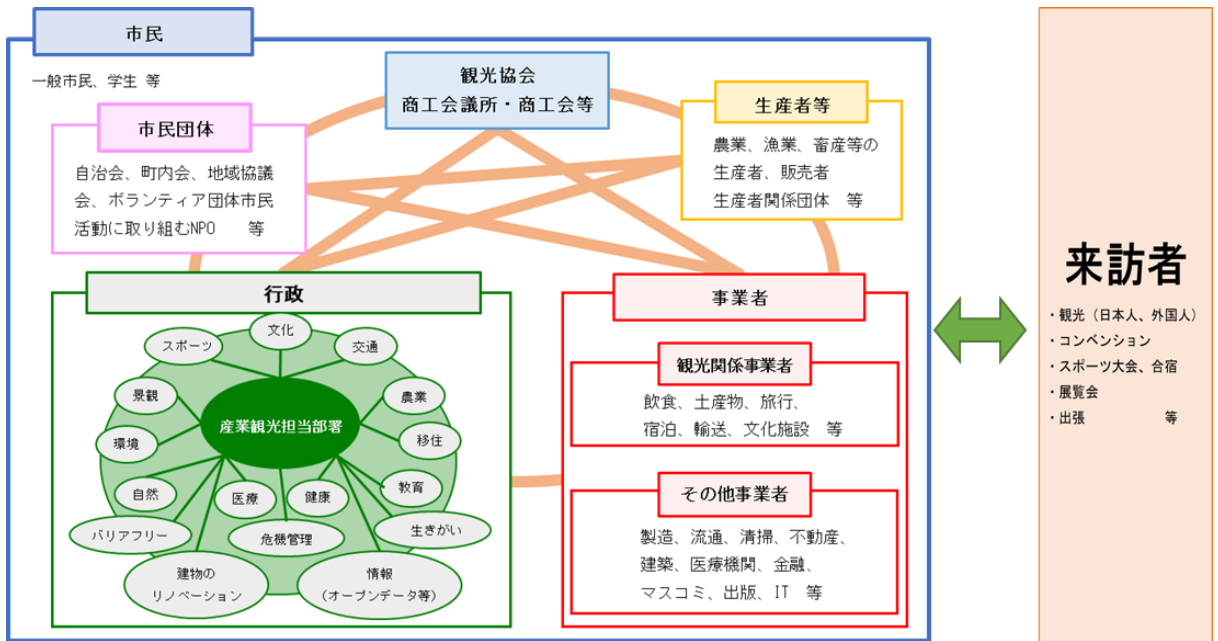 市民
一般市民、学生 等
観光協会
商工会議所・商工会等
市民団体
自治会、町内会、地域協議
会、ボランティア団体市民
活動に取り組むNPO 等
生産者等
農業、漁業、畜産等の
生産者、販売者
生産者関係団体 等
行政
文化
スポーツ
交通
景観
農業
産業観光担当部署
環境
移住
自然
医療
健康
教育
バリアフリー
危機管理
生きがい
建物の
リノベーション
情報
(オープンデータ等)
事業者
観光関係事業者
飲食、土産物、旅行、
宿泊、輸送、文化施設 等
その他事業者
製造、流通、清掃、不動産、
建築、医療機関、金融、
マスコミ、出版、IT 等
来訪者
・観光（日本人、外国人）
・コンベンション
・スポーツ大会、合宿
・展覧会
・出張 等